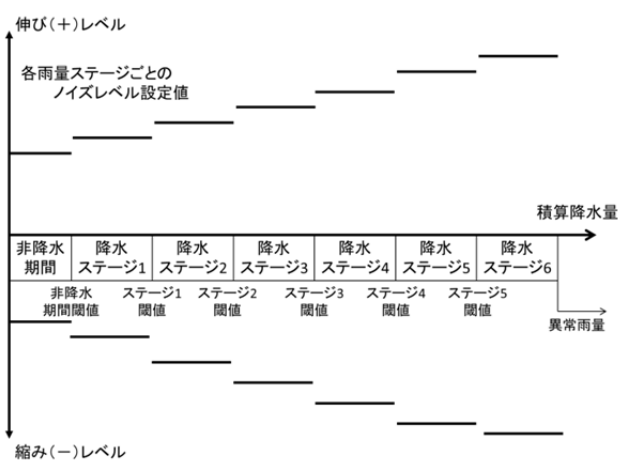 伸び(＋)レベル
各雨量ステージごとの
ノイズレベル設定値
積算降水量
非降水
期間
降水
ステージ1
降水
ステージ2
降水
ステージ3
降水
ステージ4
降水
ステージ5
降水
ステージ6
非降水
期間閾値
ステージ1
閾値
ステージ2
閾値
ステージ3
閾値
ステージ4
閾値
ステージ5
閾値
異常雨量
縮み(－)レベル